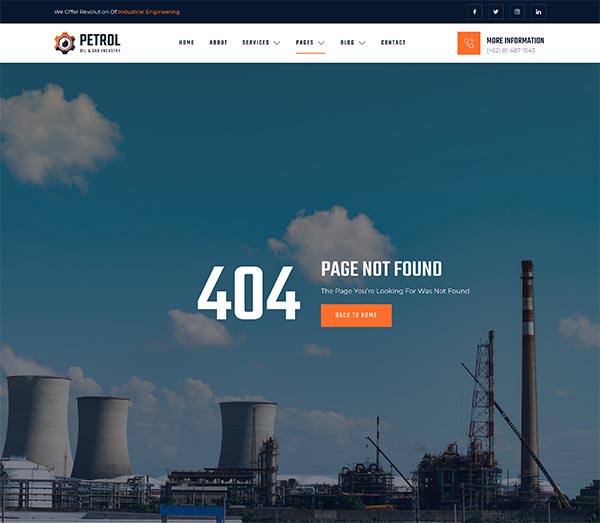 We Offer Revolution Of Industrial Engineering
PETROL
OIL & GAS INDUSTRY
HOME ABOUT SERVICES PAGES BLOG CONTACT
MORE INFORMATION
(+62) 81 487 1843
404
PAGE NOT FOUND
The Page You're Looking For Was Not Found
BACK TO HOME